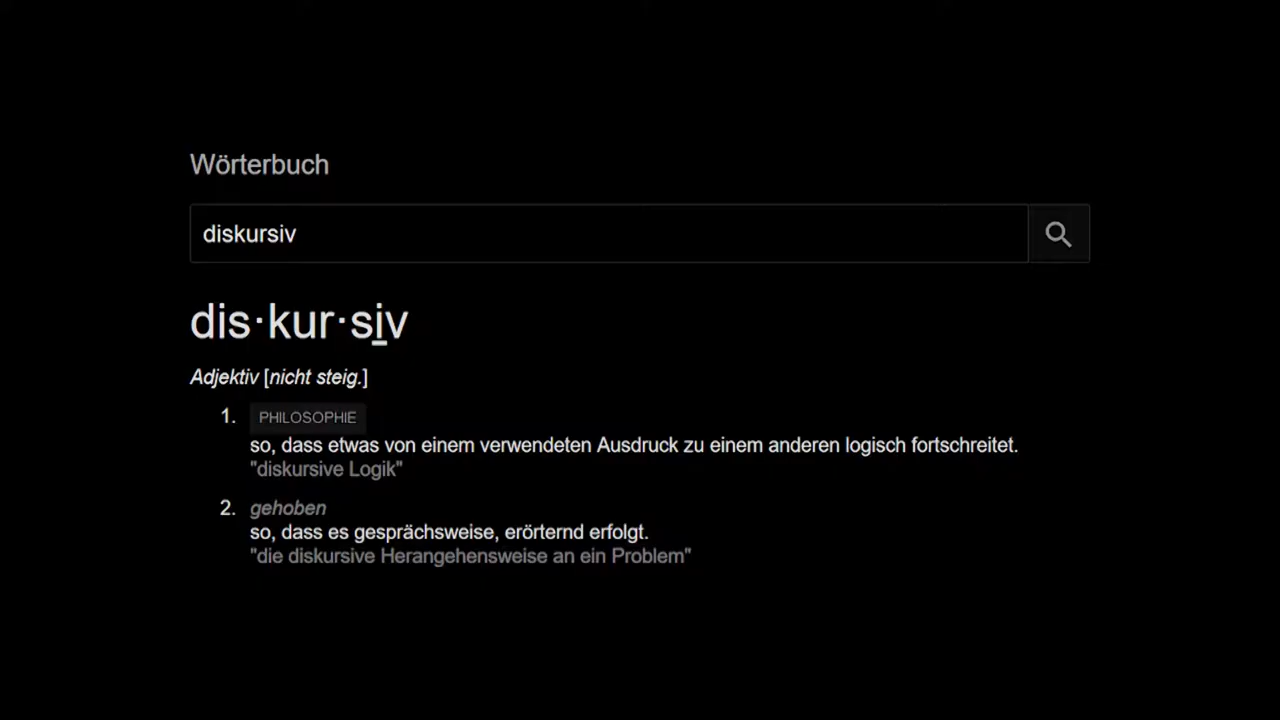 Wörterbuch
diskursiv
dis·kur·siv
Adjektiv [nicht steig.]
1. PHILOSOPHIE
so, dass etwas von einem verwendeten Ausdruck zu einem anderen logisch fortschreitet.
"diskursive Logik"
2. gehoben
so, dass es gesprächsweise, erörternd erfolgt.
"die diskursive Herangehensweise an ein Problem"